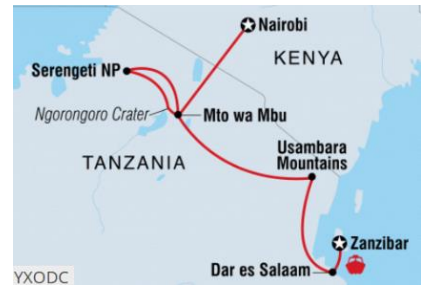 Nairobi
KENYA
Serengeti NP
Ngorongoro Crater
Mto wa Mbu
TANZANIA
Usambara
Mountains
Zanzibar
Dar es Salaam
YXODC